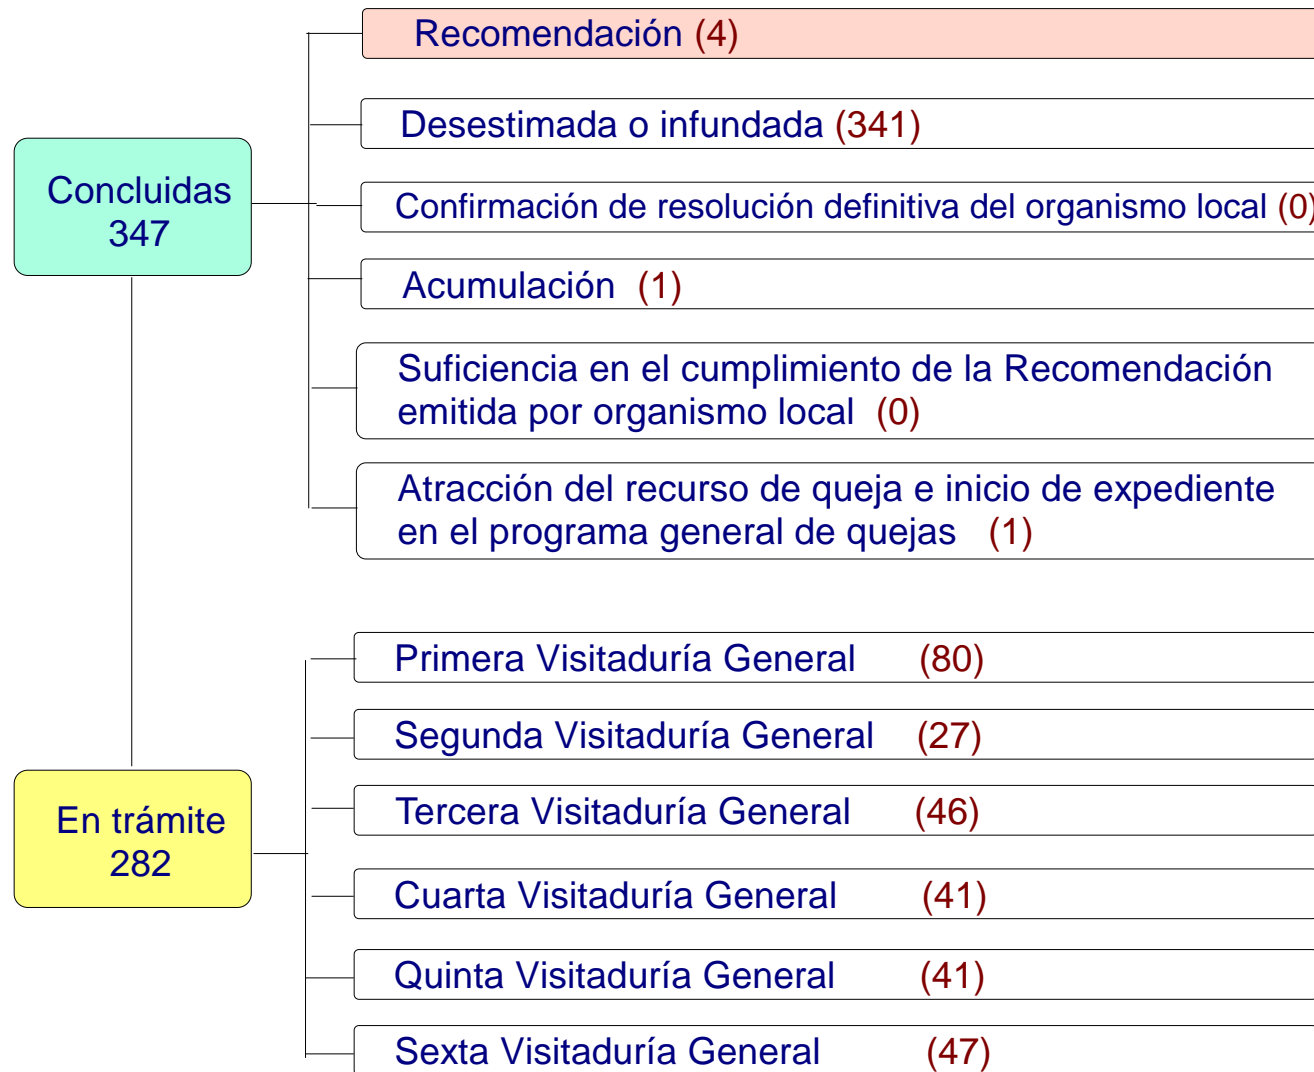 Recomendación (4)
Desestimada o infundada (341)
Concluidas
347
Confirmación de resolución definitiva del organismo local (0)
Acumulación (1)
Suficiencia en el cumplimiento de la Recomendación
emitida por organismo local (0)
Atracción del recurso de queja e inicio de expediente
en el programa general de quejas (1)
En trámite
282
Primera Visitaduría General (80)
Segunda Visitaduría General (27)
Tercera Visitaduría General (46)
Cuarta Visitaduría General (41)
Quinta Visitaduría General (41)
Sexta Visitaduría General (47)